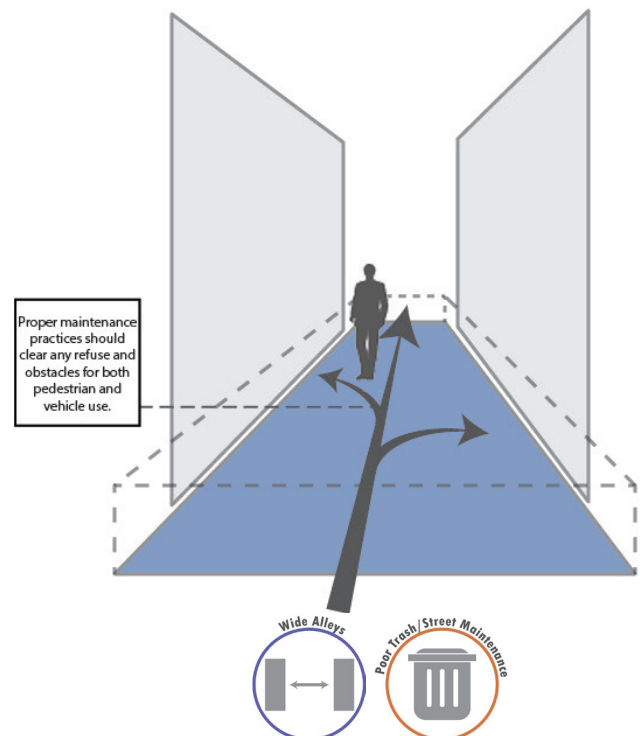 Proper maintenance
practices should
clear any refuse and
obstacles for both
pedestrian and
vehicle use.
Wide Alleys
Poor Trash/Street Maintenance